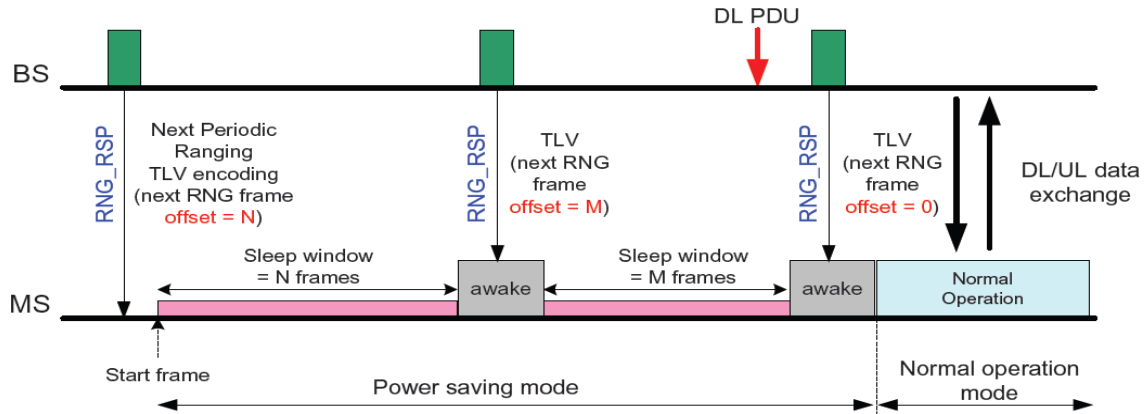 DL PDU
BS
RNG_RSP
Next Periodic
Ranging
TLV encoding
(next RNG frame
offset = N)
RNG_RSP
TLV
(next RNG
frame
offset = M)
RNG_RSP
TLV
(next RNG
frame
offset = 0)
DL/UL data
exchange
Sleep window
= N frames
awake
Sleep window
= M frames
awake
Normal
Operation
MS
Start frame
Power saving mode
Normal operation
mode